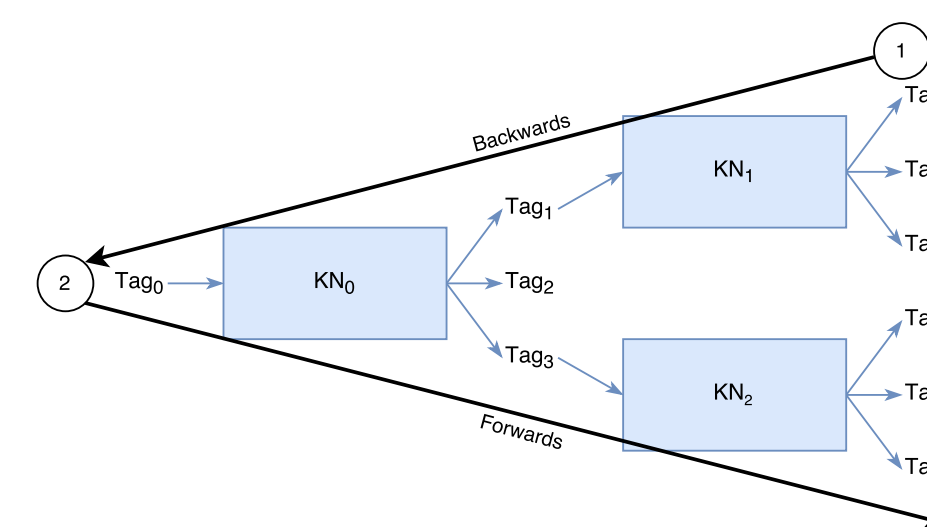 1
Backwards
KN₁
Tag₁
2
Tag₀
KN₀
Tag₂
Tag₃
KN₂
Forwards